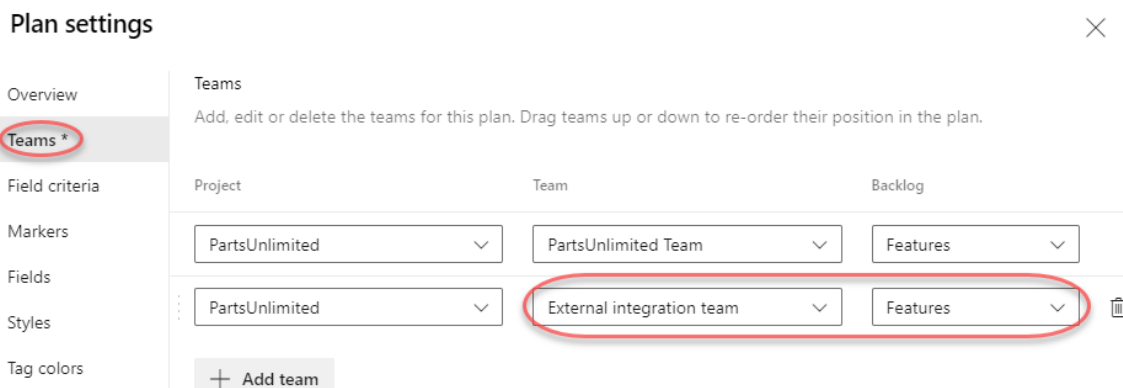 Plan settings
Overview
Teams *
Field criteria
Markers
Fields
Styles
Tag colors
Teams
Add, edit or delete the teams for this plan. Drag teams up or down to re-order their position in the plan.
Project Team Backlog
PartsUnlimited PartsUnlimited Team Features
PartsUnlimited External integration team Features
+ Add team